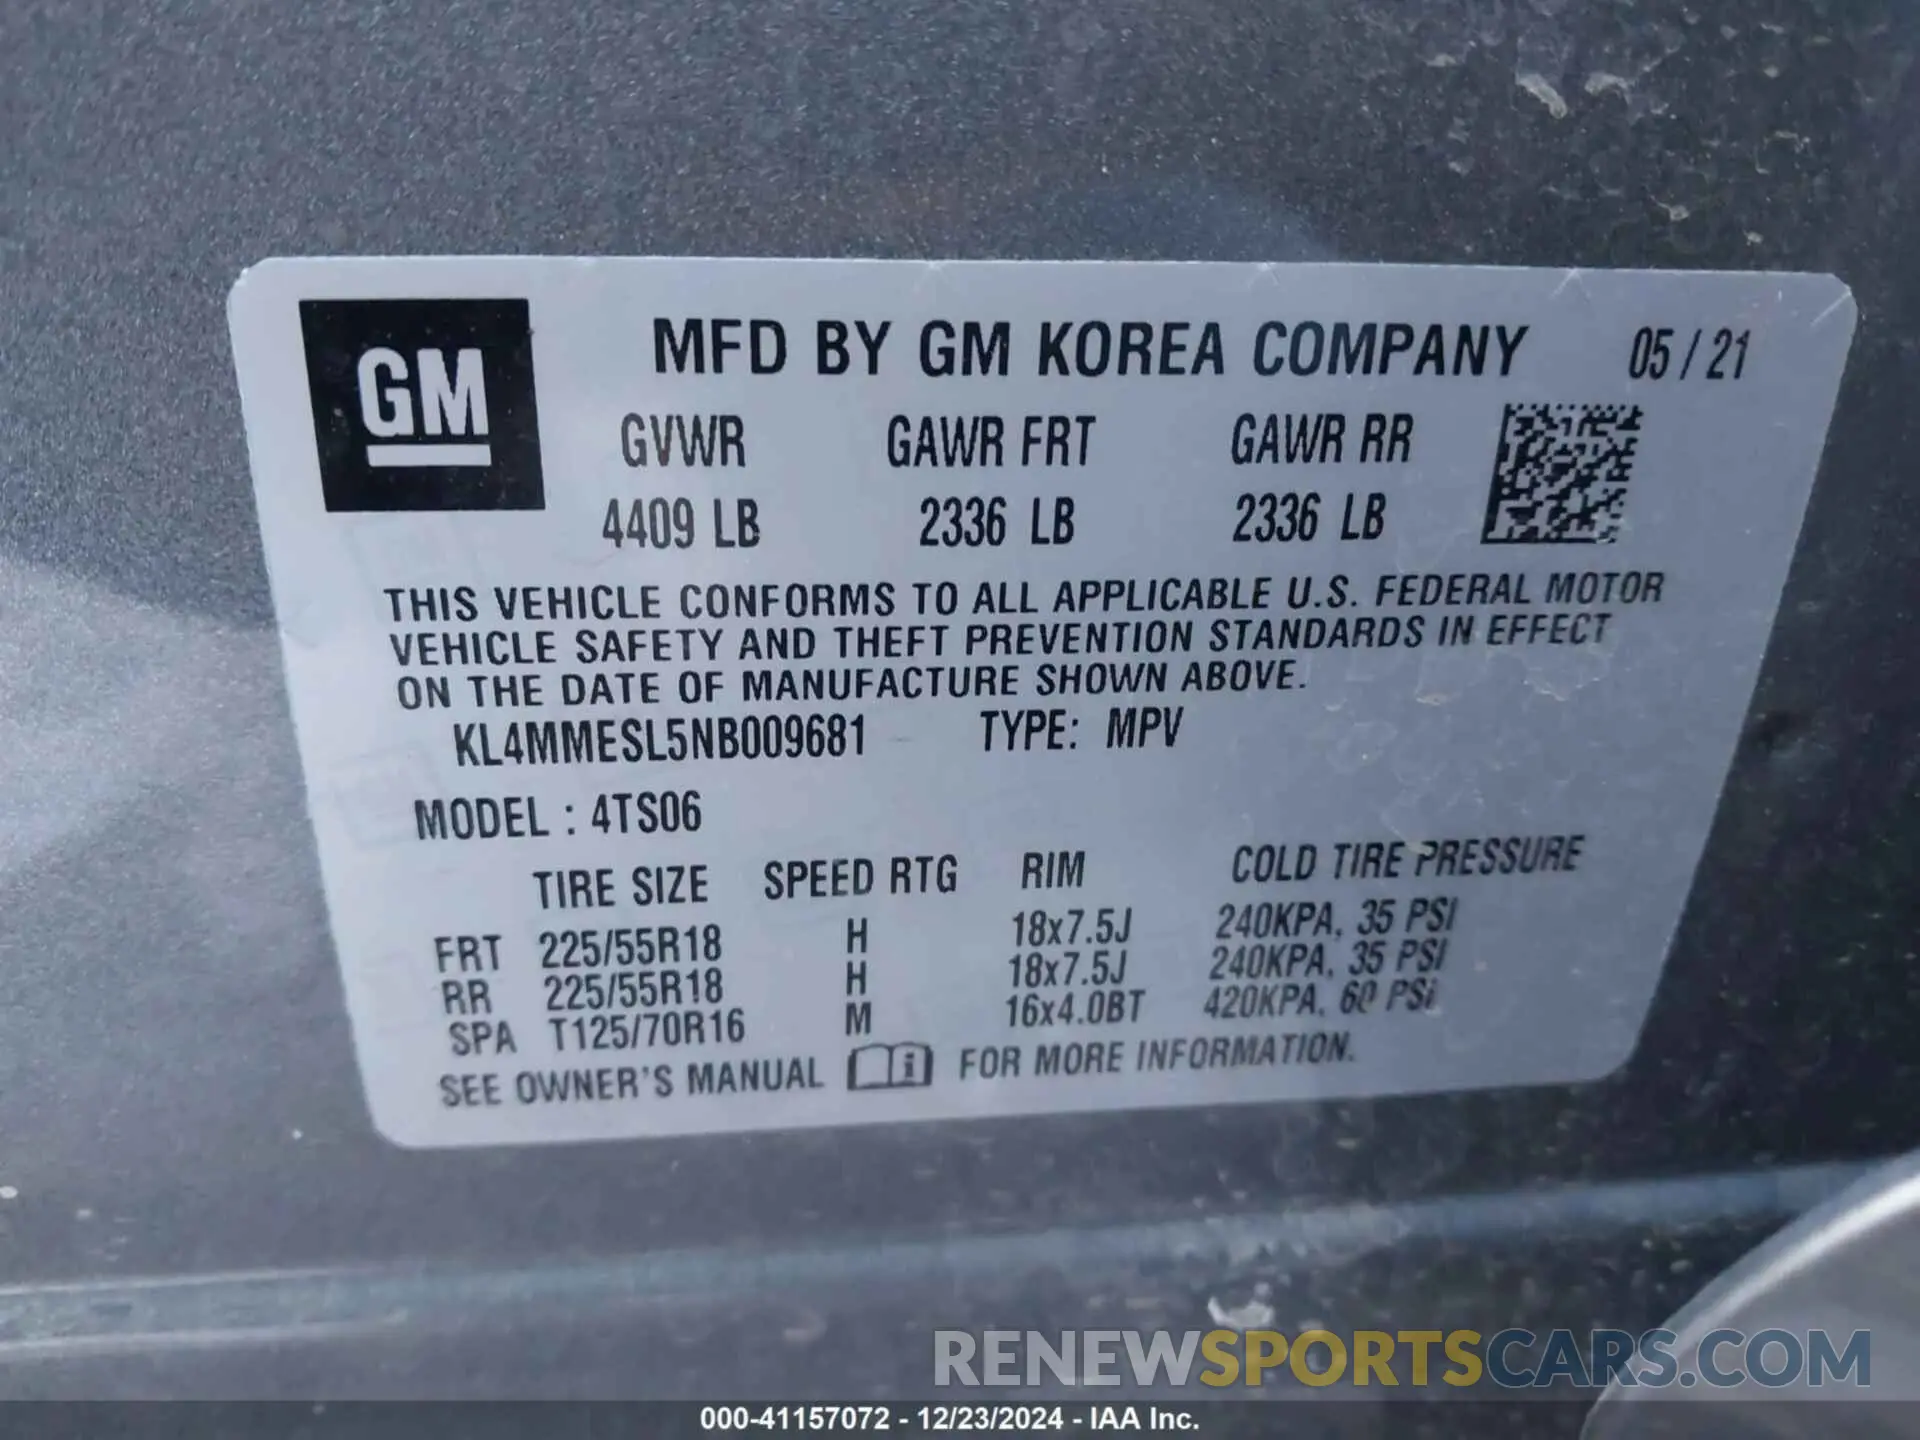 GM
MFD BY GM KOREA COMPANY 05 / 21
GVWR GAWR FRT GAWR RR
4409 LB 2336 LB 2336 LB
THIS VEHICLE CONFORMS TO ALL APPLICABLE U.S. FEDERAL MOTOR
VEHICLE SAFETY AND THEFT PREVENTION STANDARDS IN EFFECT
ON THE DATE OF MANUFACTURE SHOWN ABOVE.
KL4MMESL5NB009681 TYPE: MPV
MODEL : 4TS06
TIRE SIZE SPEED RTG RIM COLD TIRE PRESSURE
FRT 225/55R18 H 18x7.5J 240KPA, 35 PSI
RR 225/55R18 H 18x7.5J 240KPA, 35 PSI
SPA T125/70R16 M 16x4.0BT 420KPA, 60 PSI
SEE OWNER'S MANUAL i FOR MORE INFORMATION.
RENEWSPORTSCARS.COM
000-41157072 - 12/23/2024 - IAA Inc.